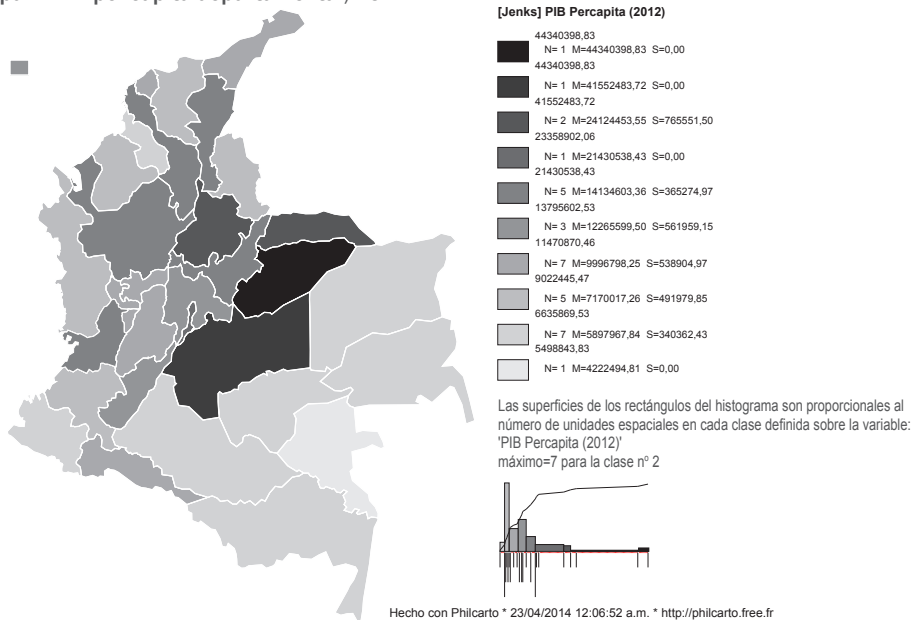 [Jenks] PIB Percapita (2012)
44340398,83
N= 1 M=44340398,83 S=0,00
44340398,83
N= 1 M=41552483,72 S=0,00
41552483,72
N= 2 M=24124453,55 S=765551,50
23358902,06
N= 1 M=21430538,43 S=0,00
21430538,43
N= 5 M=14134603,36 S=365274,97
13795602,53
N= 3 M=12265599,50 S=561959,15
11470870,46
N= 7 M=9996798,25 S=538904,97
9022445,47
N= 5 M=7170017,26 S=491979,85
6635869,53
N= 7 M=5897967,84 S=340362,43
5498843,83
N= 1 M=4222494,81 S=0,00
Las superficies de los rectángulos del histograma son proporcionales al
número de unidades espaciales en cada clase definida sobre la variable:
'PIB Percapita (2012)'
máximo=7 para la clase nº 2
Hecho con Philcarto * 23/04/2014 12:06:52 a.m. * http://philcarto.free.fr